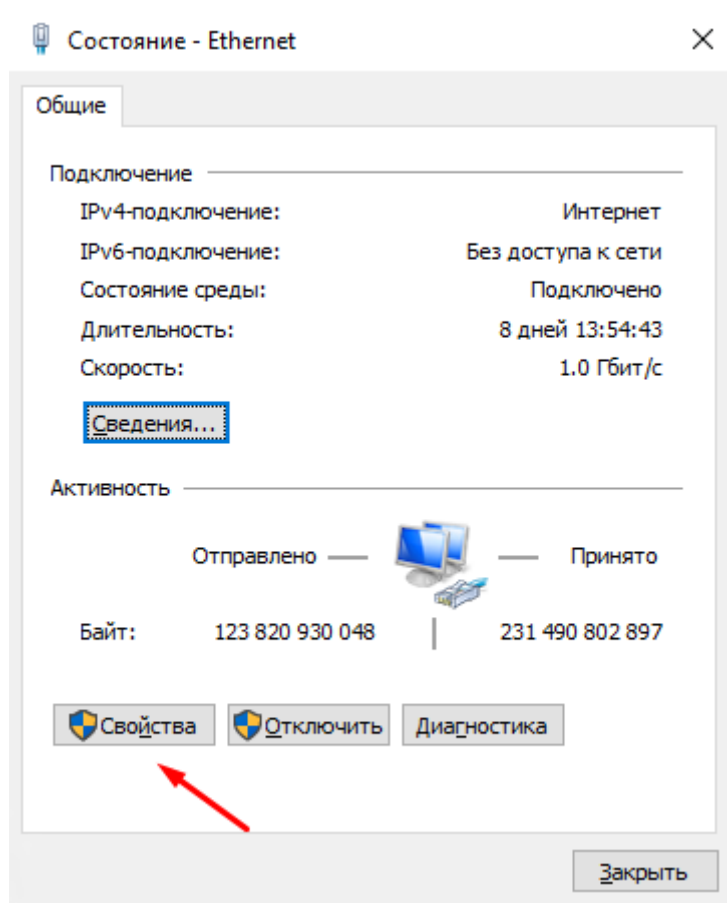 Состояние - Ethernet
Общие
Подключение
IPv4-подключение: Интернет
IPv6-подключение: Без доступа к сети
Состояние среды: Подключено
Длительность: 8 дней 13:54:43
Скорость: 1.0 Гбит/с
Сведения...
Активность
Отправлено Принято
Байт: 123 820 930 048 231 490 802 897
Свойства Отключить Диагностика
Закрыть